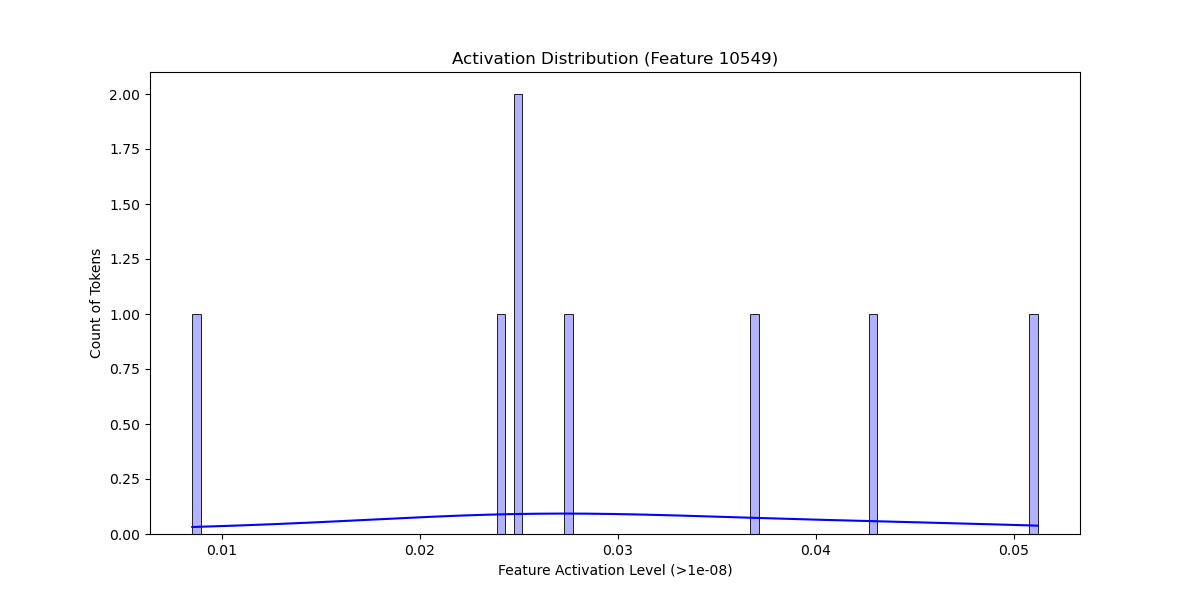 Activation Distribution (Feature 10549)
2.00
1.75
1.50
1.25
1.00
0.75
0.50
0.25
0.00
Count of Tokens
0.01 0.02 0.03 0.04 0.05
Feature Activation Level (>1e-08)